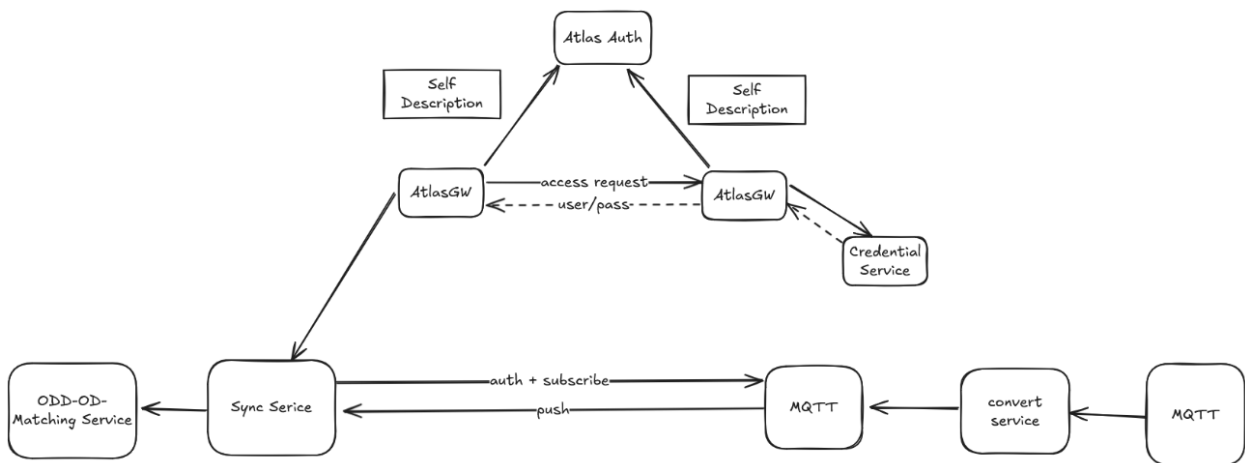 Atlas Auth
Self
Description
Self
Description
AtlasGW
access request
user/pass
AtlasGW
Credential
Service
ODD-OD-
Matching Service
Sync Serice
auth + subscribe
push
MQTT
convert
service
MQTT